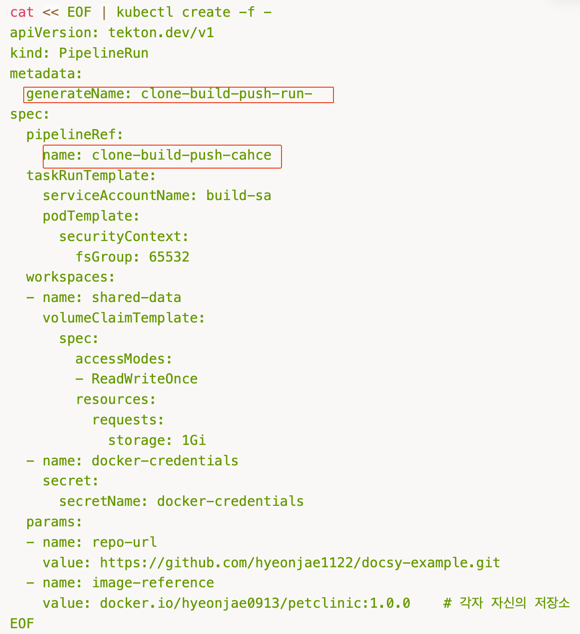 cat << EOF | kubectl create -f -
apiVersion: tekton.dev/v1
kind: PipelineRun
metadata:
  generateName: clone-build-push-run-
spec:
  pipelineRef:
    name: clone-build-push-cahce
  taskRunTemplate:
    serviceAccountName: build-sa
    podTemplate:
      securityContext:
        fsGroup: 65532
  workspaces:
  - name: shared-data
    volumeClaimTemplate:
      spec:
        accessModes:
        - ReadWriteOnce
        resources:
          requests:
            storage: 1Gi
  - name: docker-credentials
    secret:
      secretName: docker-credentials
  params:
  - name: repo-url
    value: https://github.com/hyeonjae1122/docsy-example.git
  - name: image-reference
    value: docker.io/hyeonjae0913/petclinic:1.0.0    # 각자 자신의 저장소
EOF